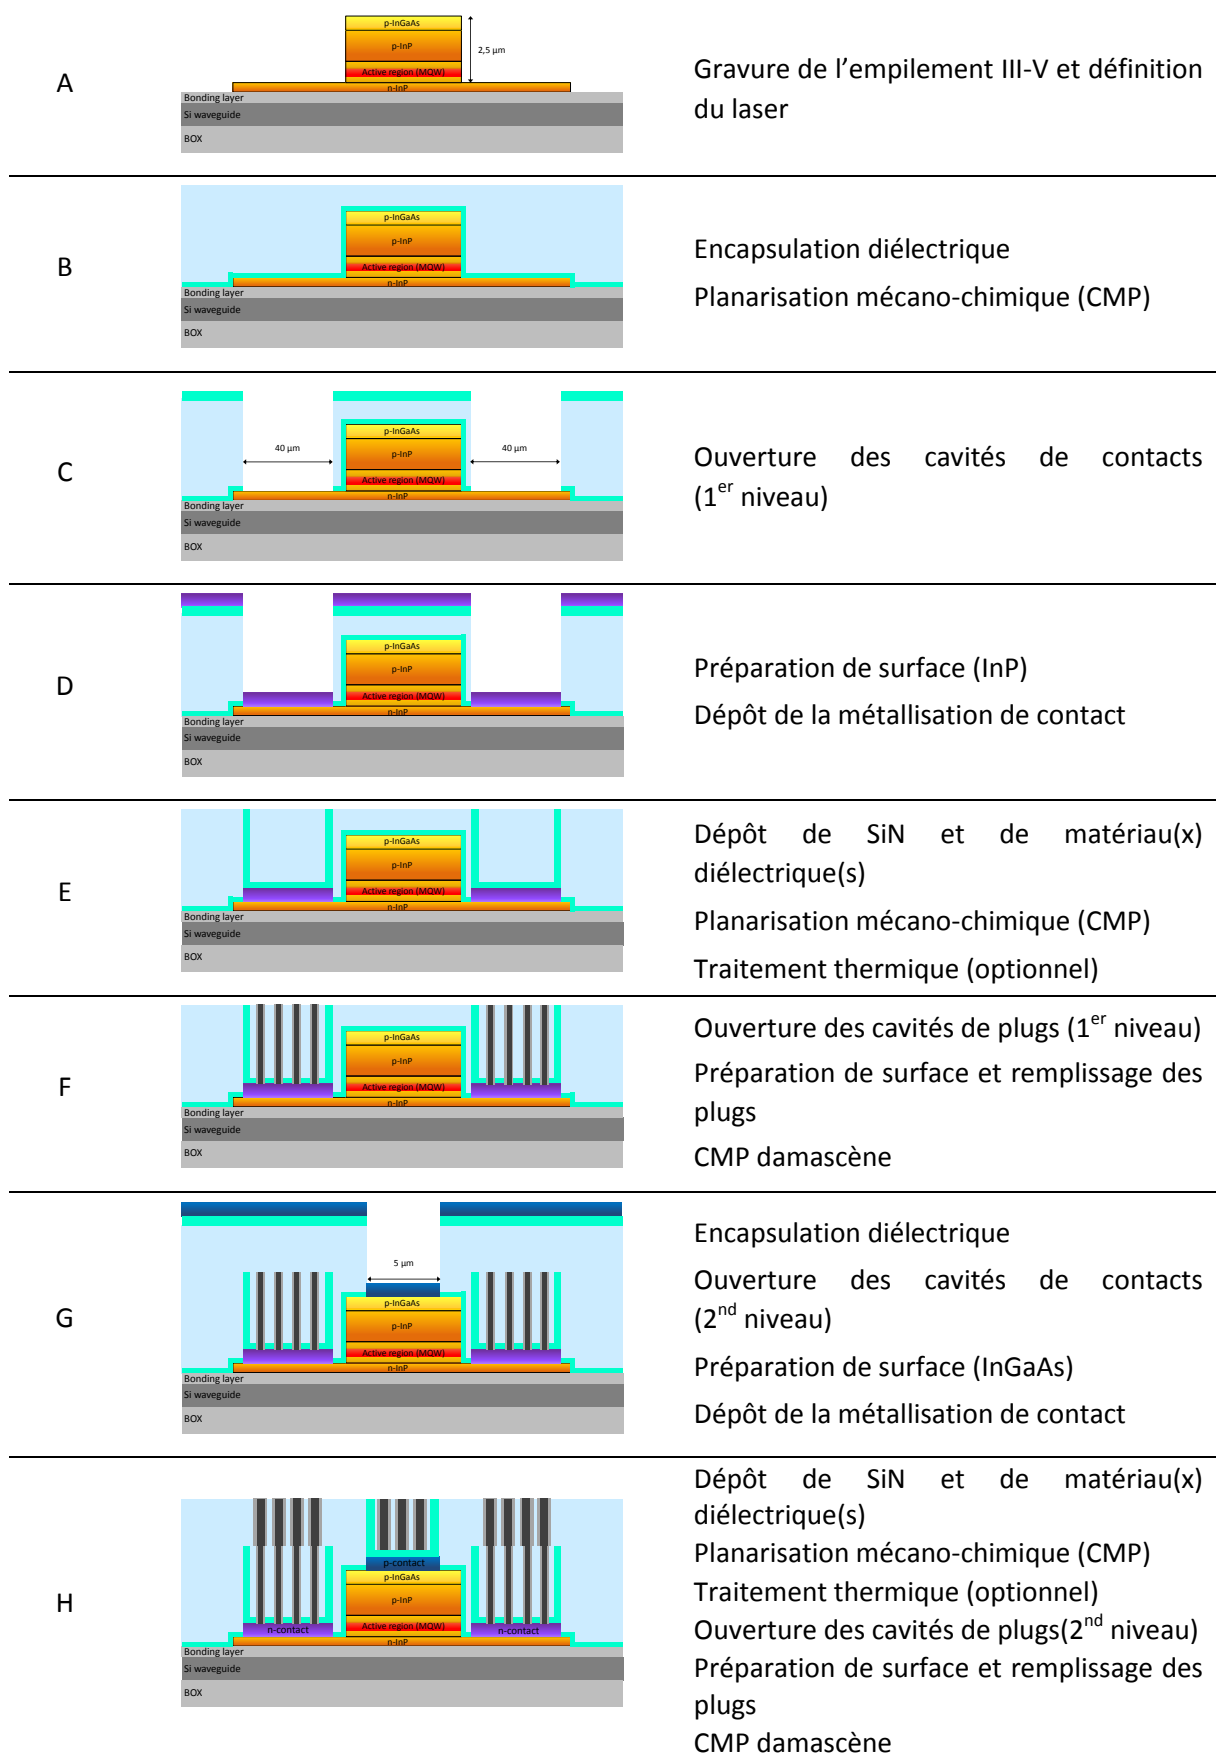 A
p-InGaAs
p-InP
Active region (MQW)
n-InP
2,5 µm
Bonding layer
Si waveguide
BOX
Gravure de l'empilement III-V et définition
du laser
B
p-InGaAs
p-InP
Active region (MQW)
n-InP
Bonding layer
Si waveguide
BOX
Encapsulation diélectrique
Planarisation mécano-chimique (CMP)
C
40 µm
40 µm
p-InGaAs
p-InP
Active region (MQW)
n-InP
Bonding layer
Si waveguide
BOX
Ouverture des cavités de contacts
(1er niveau)
D
p-InGaAs
p-InP
Active region (MQW)
n-InP
Bonding layer
Si waveguide
BOX
Préparation de surface (InP)
Dépôt de la métallisation de contact
E
p-InGaAs
p-InP
Active region (MQW)
n-InP
Bonding layer
Si waveguide
BOX
Dépôt de SiN et de matériau(x)
diélectrique(s)
Planarisation mécano-chimique (CMP)
Traitement thermique (optionnel)
F
p-InGaAs
p-InP
Active region (MQW)
n-InP
Bonding layer
Si waveguide
BOX
Ouverture des cavités de plugs (1er niveau)
Préparation de surface et remplissage des
plugs
CMP damascène
G
5 µm
p-InGaAs
p-InP
Active region (MQW)
n-InP
Bonding layer
Si waveguide
BOX
Encapsulation diélectrique
Ouverture des cavités de contacts
(2nd niveau)
Préparation de surface (InGaAs)
Dépôt de la métallisation de contact
H
p-contact
p-InGaAs
p-InP
Active region (MQW)
n-contact
n-contact
n-InP
Bonding layer
Si waveguide
BOX
Dépôt de SiN et de matériau(x)
diélectrique(s)
Planarisation mécano-chimique (CMP)
Traitement thermique (optionnel)
Ouverture des cavités de plugs(2nd niveau)
Préparation de surface et remplissage des
plugs
CMP damascène